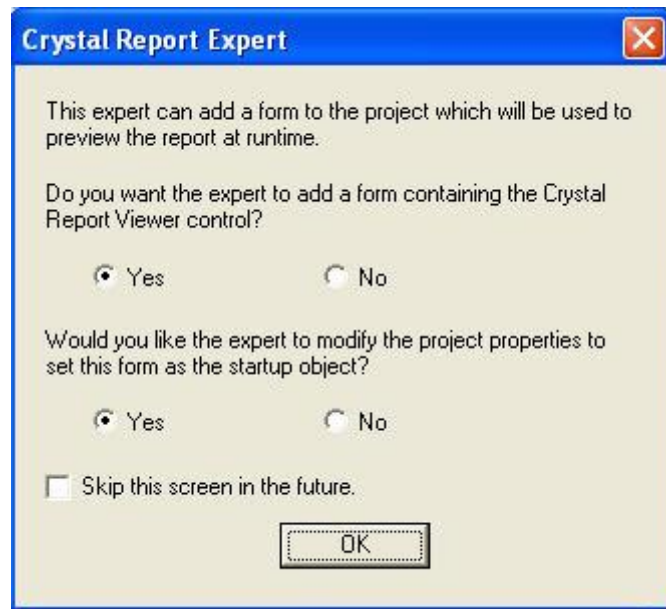 Crystal Report Expert
This expert can add a form to the project which will be used to
preview the report at runtime.
Do you want the expert to add a form containing the Crystal
Report Viewer control?
Yes No
Would you like the expert to modify the project properties to
set this form as the startup object?
Yes No
Skip this screen in the future.
OK